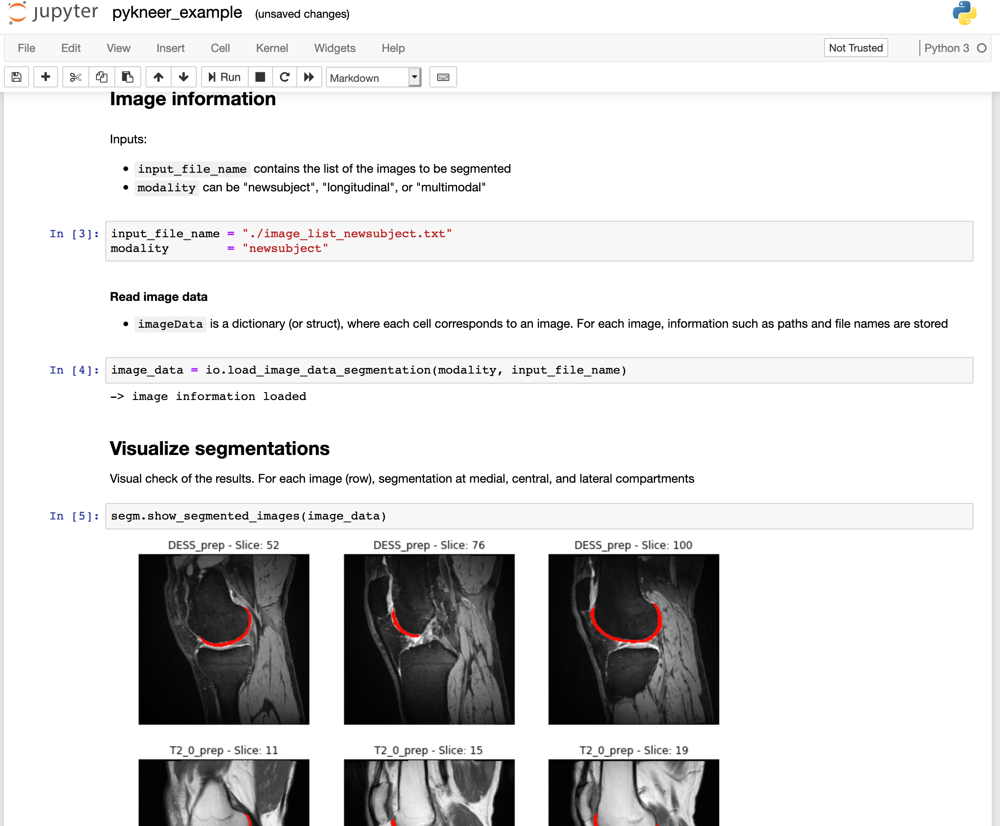 jupyter pykneer_example (unsaved changes)
File Edit View Insert Cell Kernel Widgets Help Not Trusted Python 3
Run Markdown
Image information
Inputs:
input_file_name contains the list of the images to be segmented
modality can be "newsubject", "longitudinal", or "multimodal"
In [3]: input_file_name = "./image_list_newsubject.txt"
modality = "newsubject"
Read image data
imageData is a dictionary (or struct), where each cell corresponds to an image. For each image, information such as paths and file names are stored
In [4]: image_data = io.load_image_data_segmentation(modality, input_file_name)
-> image information loaded
Visualize segmentations
Visual check of the results. For each image (row), segmentation at medial, central, and lateral compartments
In [5]: segm.show_segmented_images(image_data)
DESS_prep - Slice: 52 DESS_prep - Slice: 76 DESS_prep - Slice: 100
T2_0_prep - Slice: 11 T2_0_prep - Slice: 15 T2_0_prep - Slice: 19